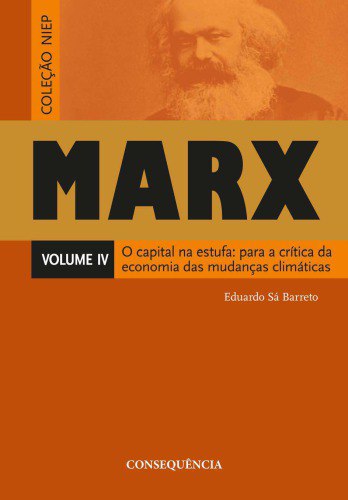 COLEÇÃO NIEP
MARX
VOLUME IV
O capital na estufa: para a crítica da
economia das mudanças climáticas
Eduardo Sá Barreto
CONSEQUÊNCIA